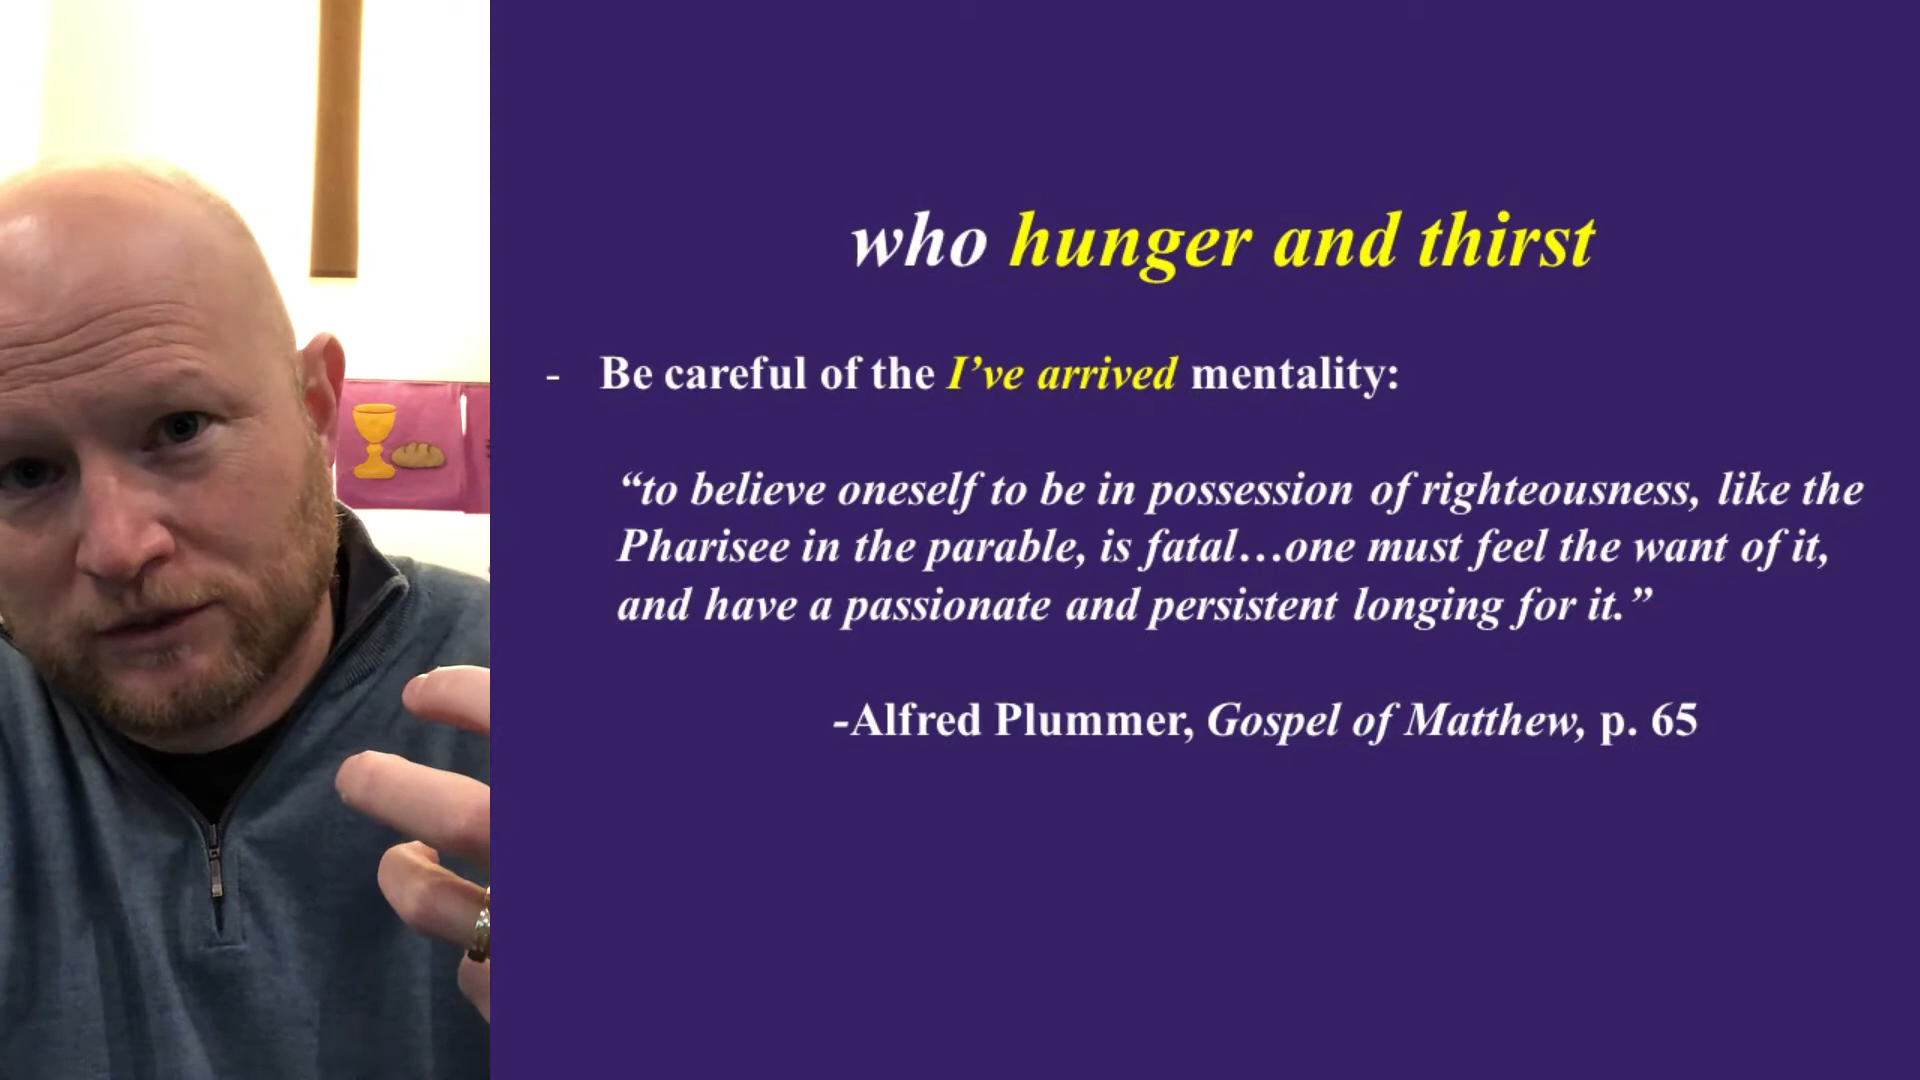 who hunger and thirst
- Be careful of the I’ve arrived mentality:
“to believe oneself to be in possession of righteousness, like the
Pharisee in the parable, is fatal…one must feel the want of it,
and have a passionate and persistent longing for it.”
-Alfred Plummer, Gospel of Matthew, p. 65